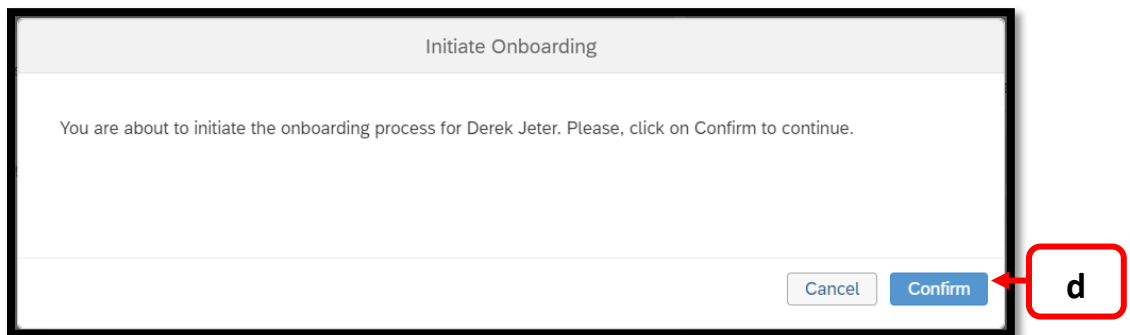 Initiate Onboarding
You are about to initiate the onboarding process for Derek Jeter. Please, click on Confirm to continue.
Cancel Confirm
d